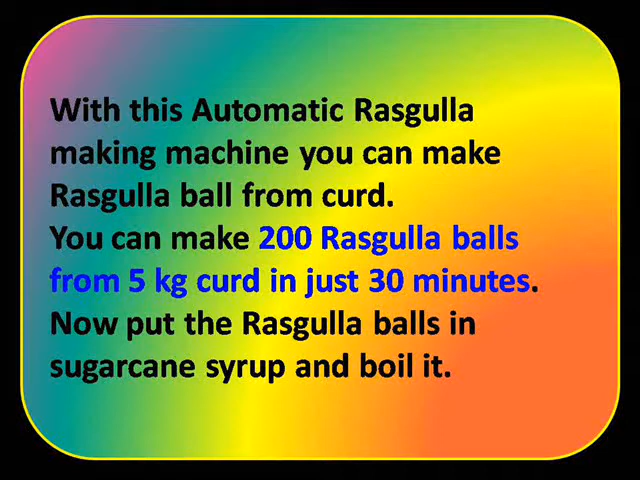 With this Automatic Rasgulla
making machine you can make
Rasgulla ball from curd.
You can make 200 Rasgulla balls
from 5 kg curd in just 30 minutes.
Now put the Rasgulla balls in
sugarcane syrup and boil it.